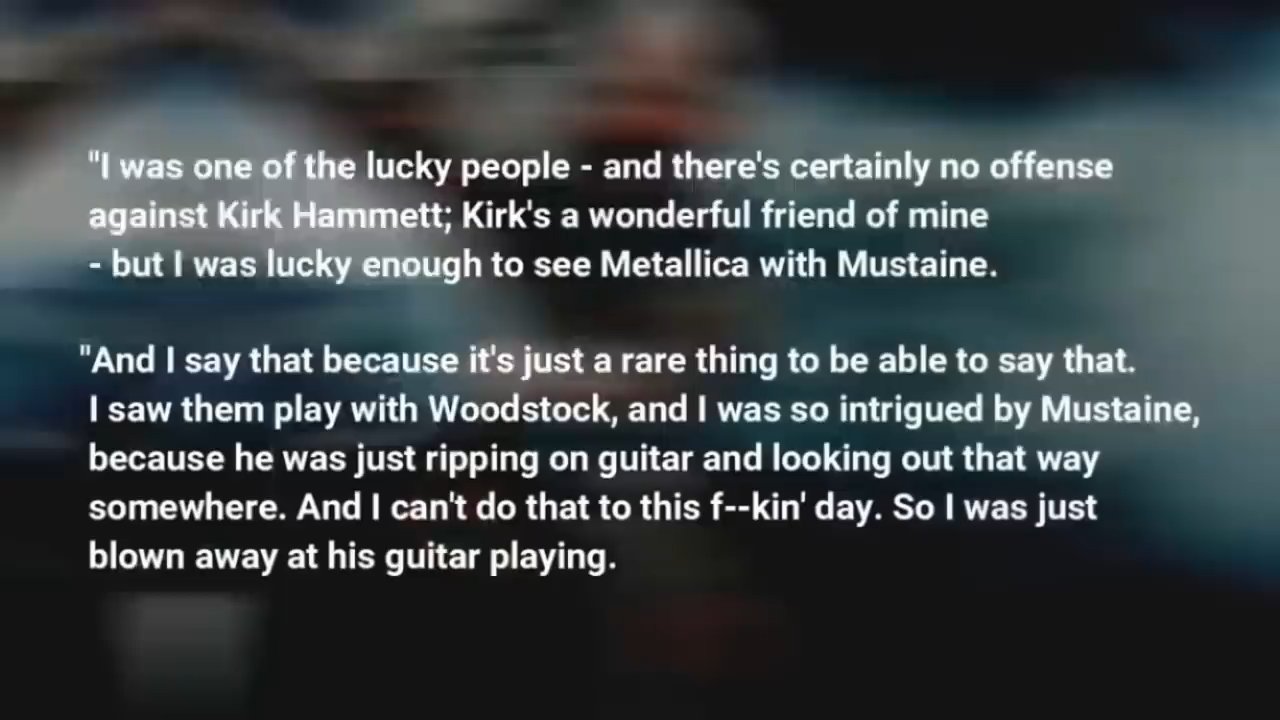 "I was one of the lucky people - and there's certainly no offense
against Kirk Hammett; Kirk's a wonderful friend of mine
- but I was lucky enough to see Metallica with Mustaine.
"And I say that because it's just a rare thing to be able to say that.
I saw them play with Woodstock, and I was so intrigued by Mustaine,
because he was just ripping on guitar and looking out that way
somewhere. And I can't do that to this f--kin' day. So I was just
blown away at his guitar playing.